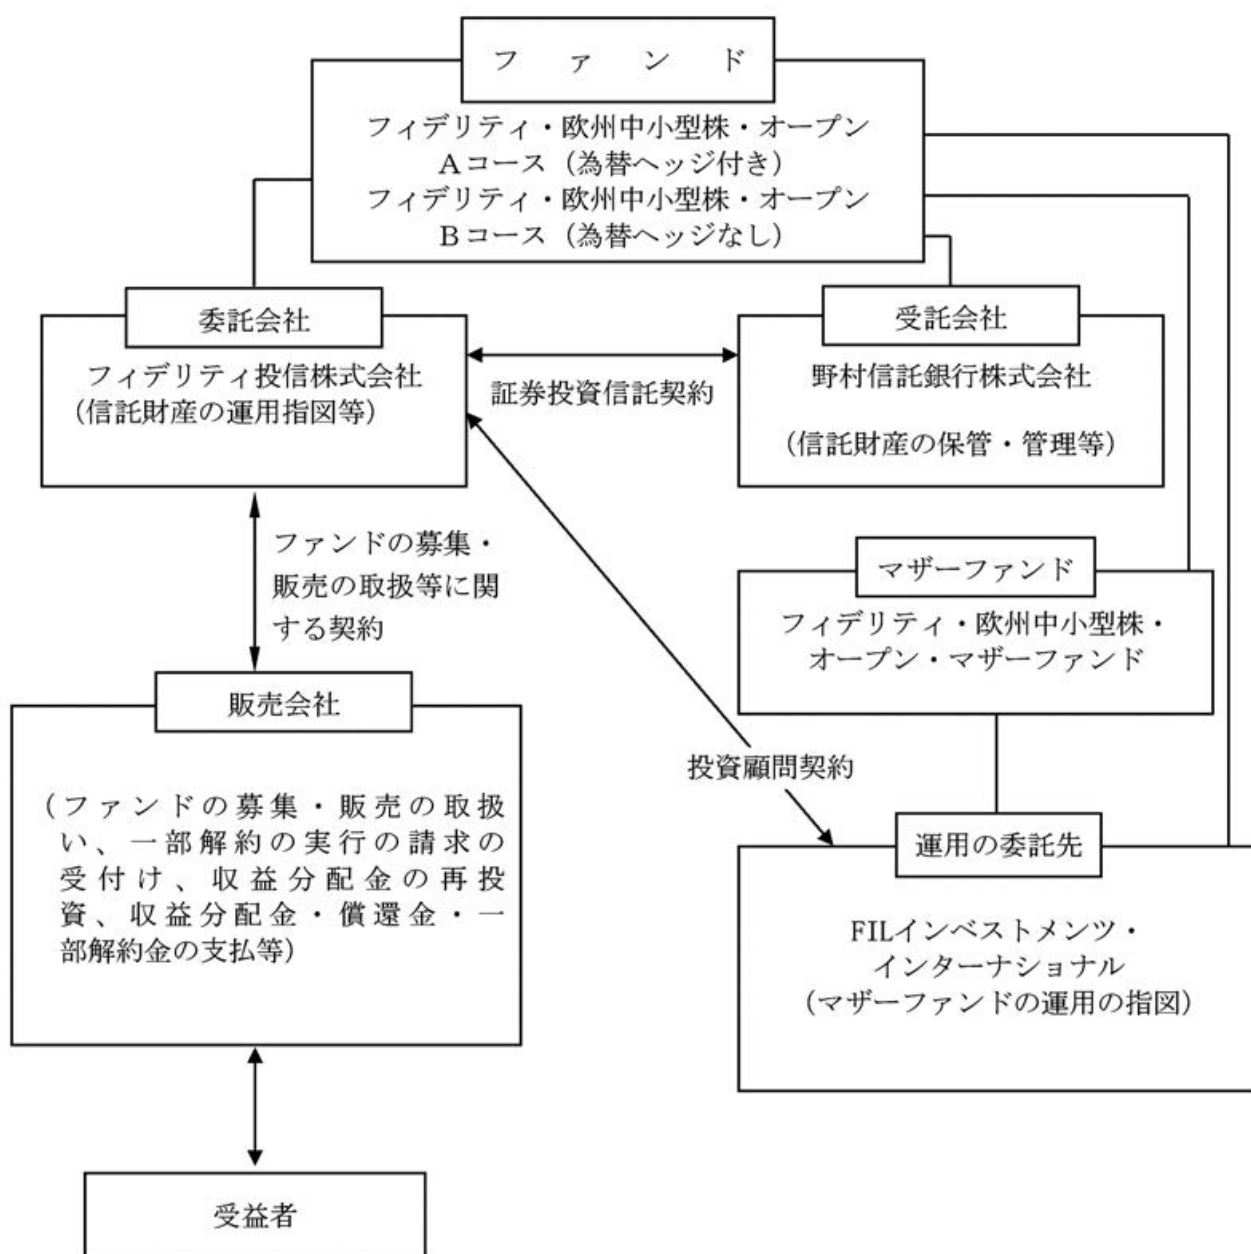 ファンド
フィデリティ・欧州中小型株・オープン
Aコース（為替ヘッジ付き）
フィデリティ・欧州中小型株・オープン
Bコース（為替ヘッジなし）
委託会社
フィデリティ投信株式会社
（信託財産の運用指図等）
証券投資信託契約
受託会社
野村信託銀行株式会社
（信託財産の保管・管理等）
ファンドの募集・
販売の取扱等に関
する契約
マザーファンド
フィデリティ・欧州中小型株・
オープン・マザーファンド
販売会社
（ファンドの募集・販売の取扱
い、一部解約の実行の請求の
受付け、収益分配金の再投
資、収益分配金・償還金・一
部解約金の支払等）
投資顧問契約
運用の委託先
FILインベストメンツ・
インターナショナル
（マザーファンドの運用の指図）
受益者